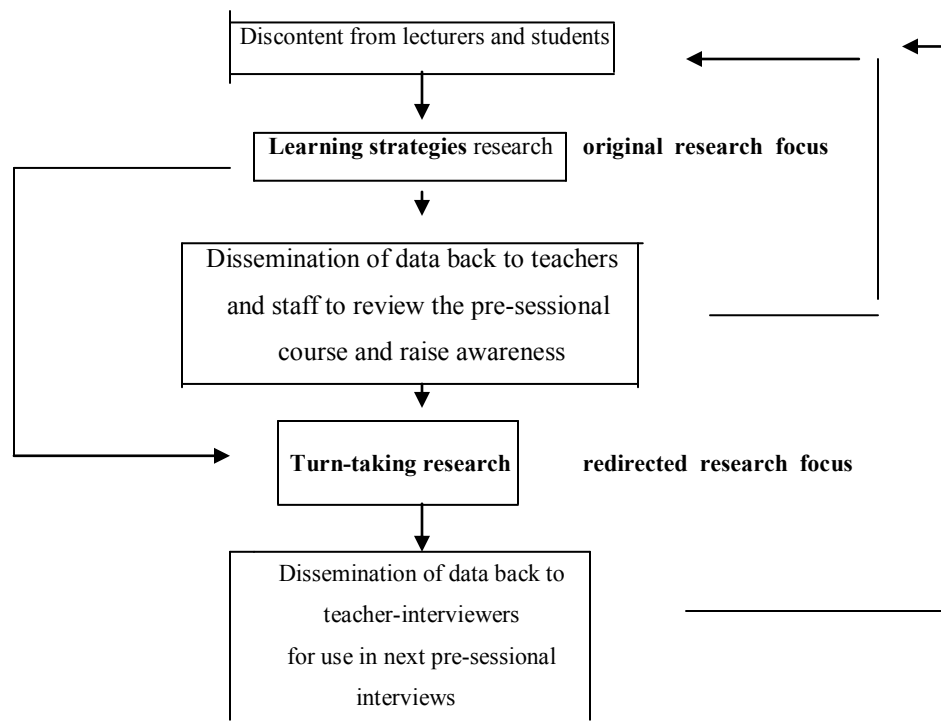 Discontent from lecturers and students
Learning strategies research original research focus
Dissemination of data back to teachers
and staff to review the pre-sessional
course and raise awareness
Turn-taking research redirected research focus
Dissemination of data back to
teacher-interviewers
for use in next pre-sessional
interviews